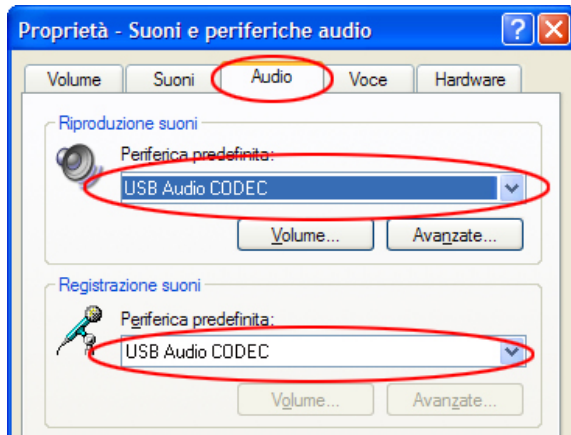 Proprietà - Suoni e periferiche audio
Volume Suoni Audio Voce Hardware
Riproduzione suoni
Periferica predefinita:
USB Audio CODEC
Volume... Avanzate...
Registrazione suoni
Periferica predefinita:
USB Audio CODEC
Volume... Avanzate...